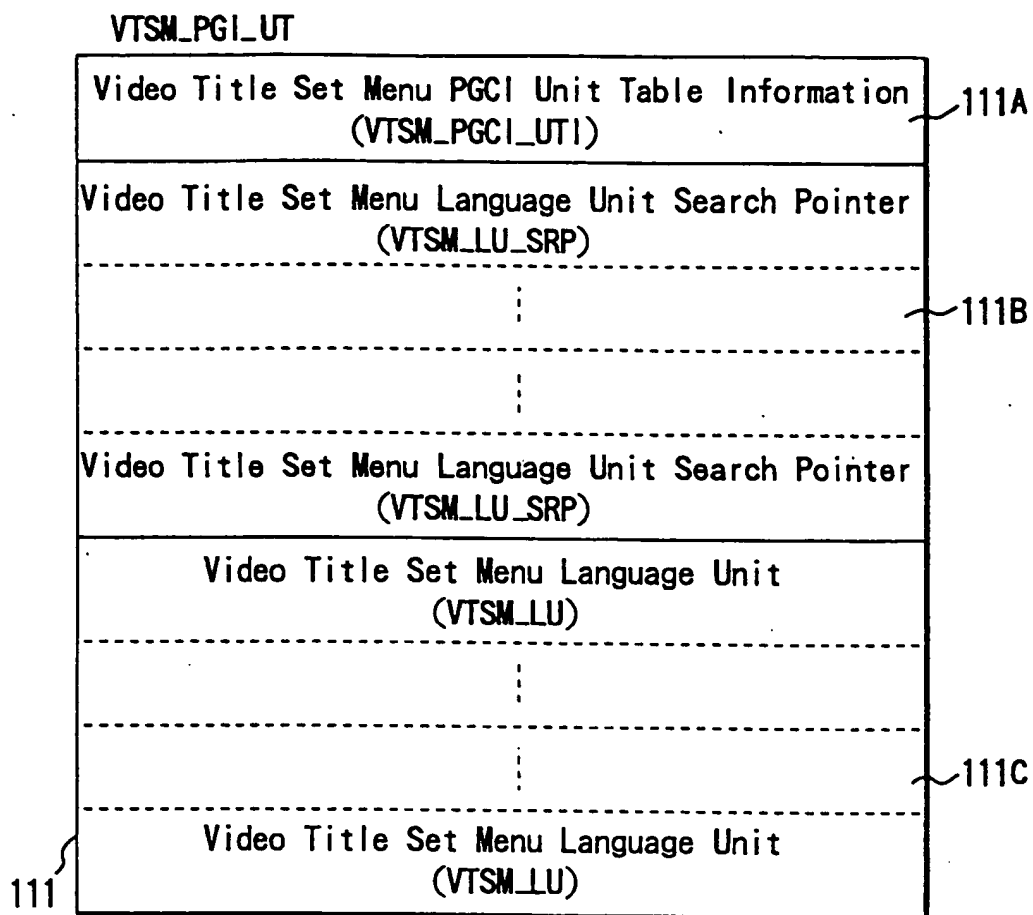 VTSM_PGI_UT
Video Title Set Menu PGCI Unit Table Information
(VTSM_PGCI_UTI)
111A
Video Title Set Menu Language Unit Search Pointer
(VTSM_LU_SRP)
111B
Video Title Set Menu Language Unit Search Pointer
(VTSM_LU_SRP)
Video Title Set Menu Language Unit
(VTSM_LU)
111C
Video Title Set Menu Language Unit
(VTSM_LU)
111